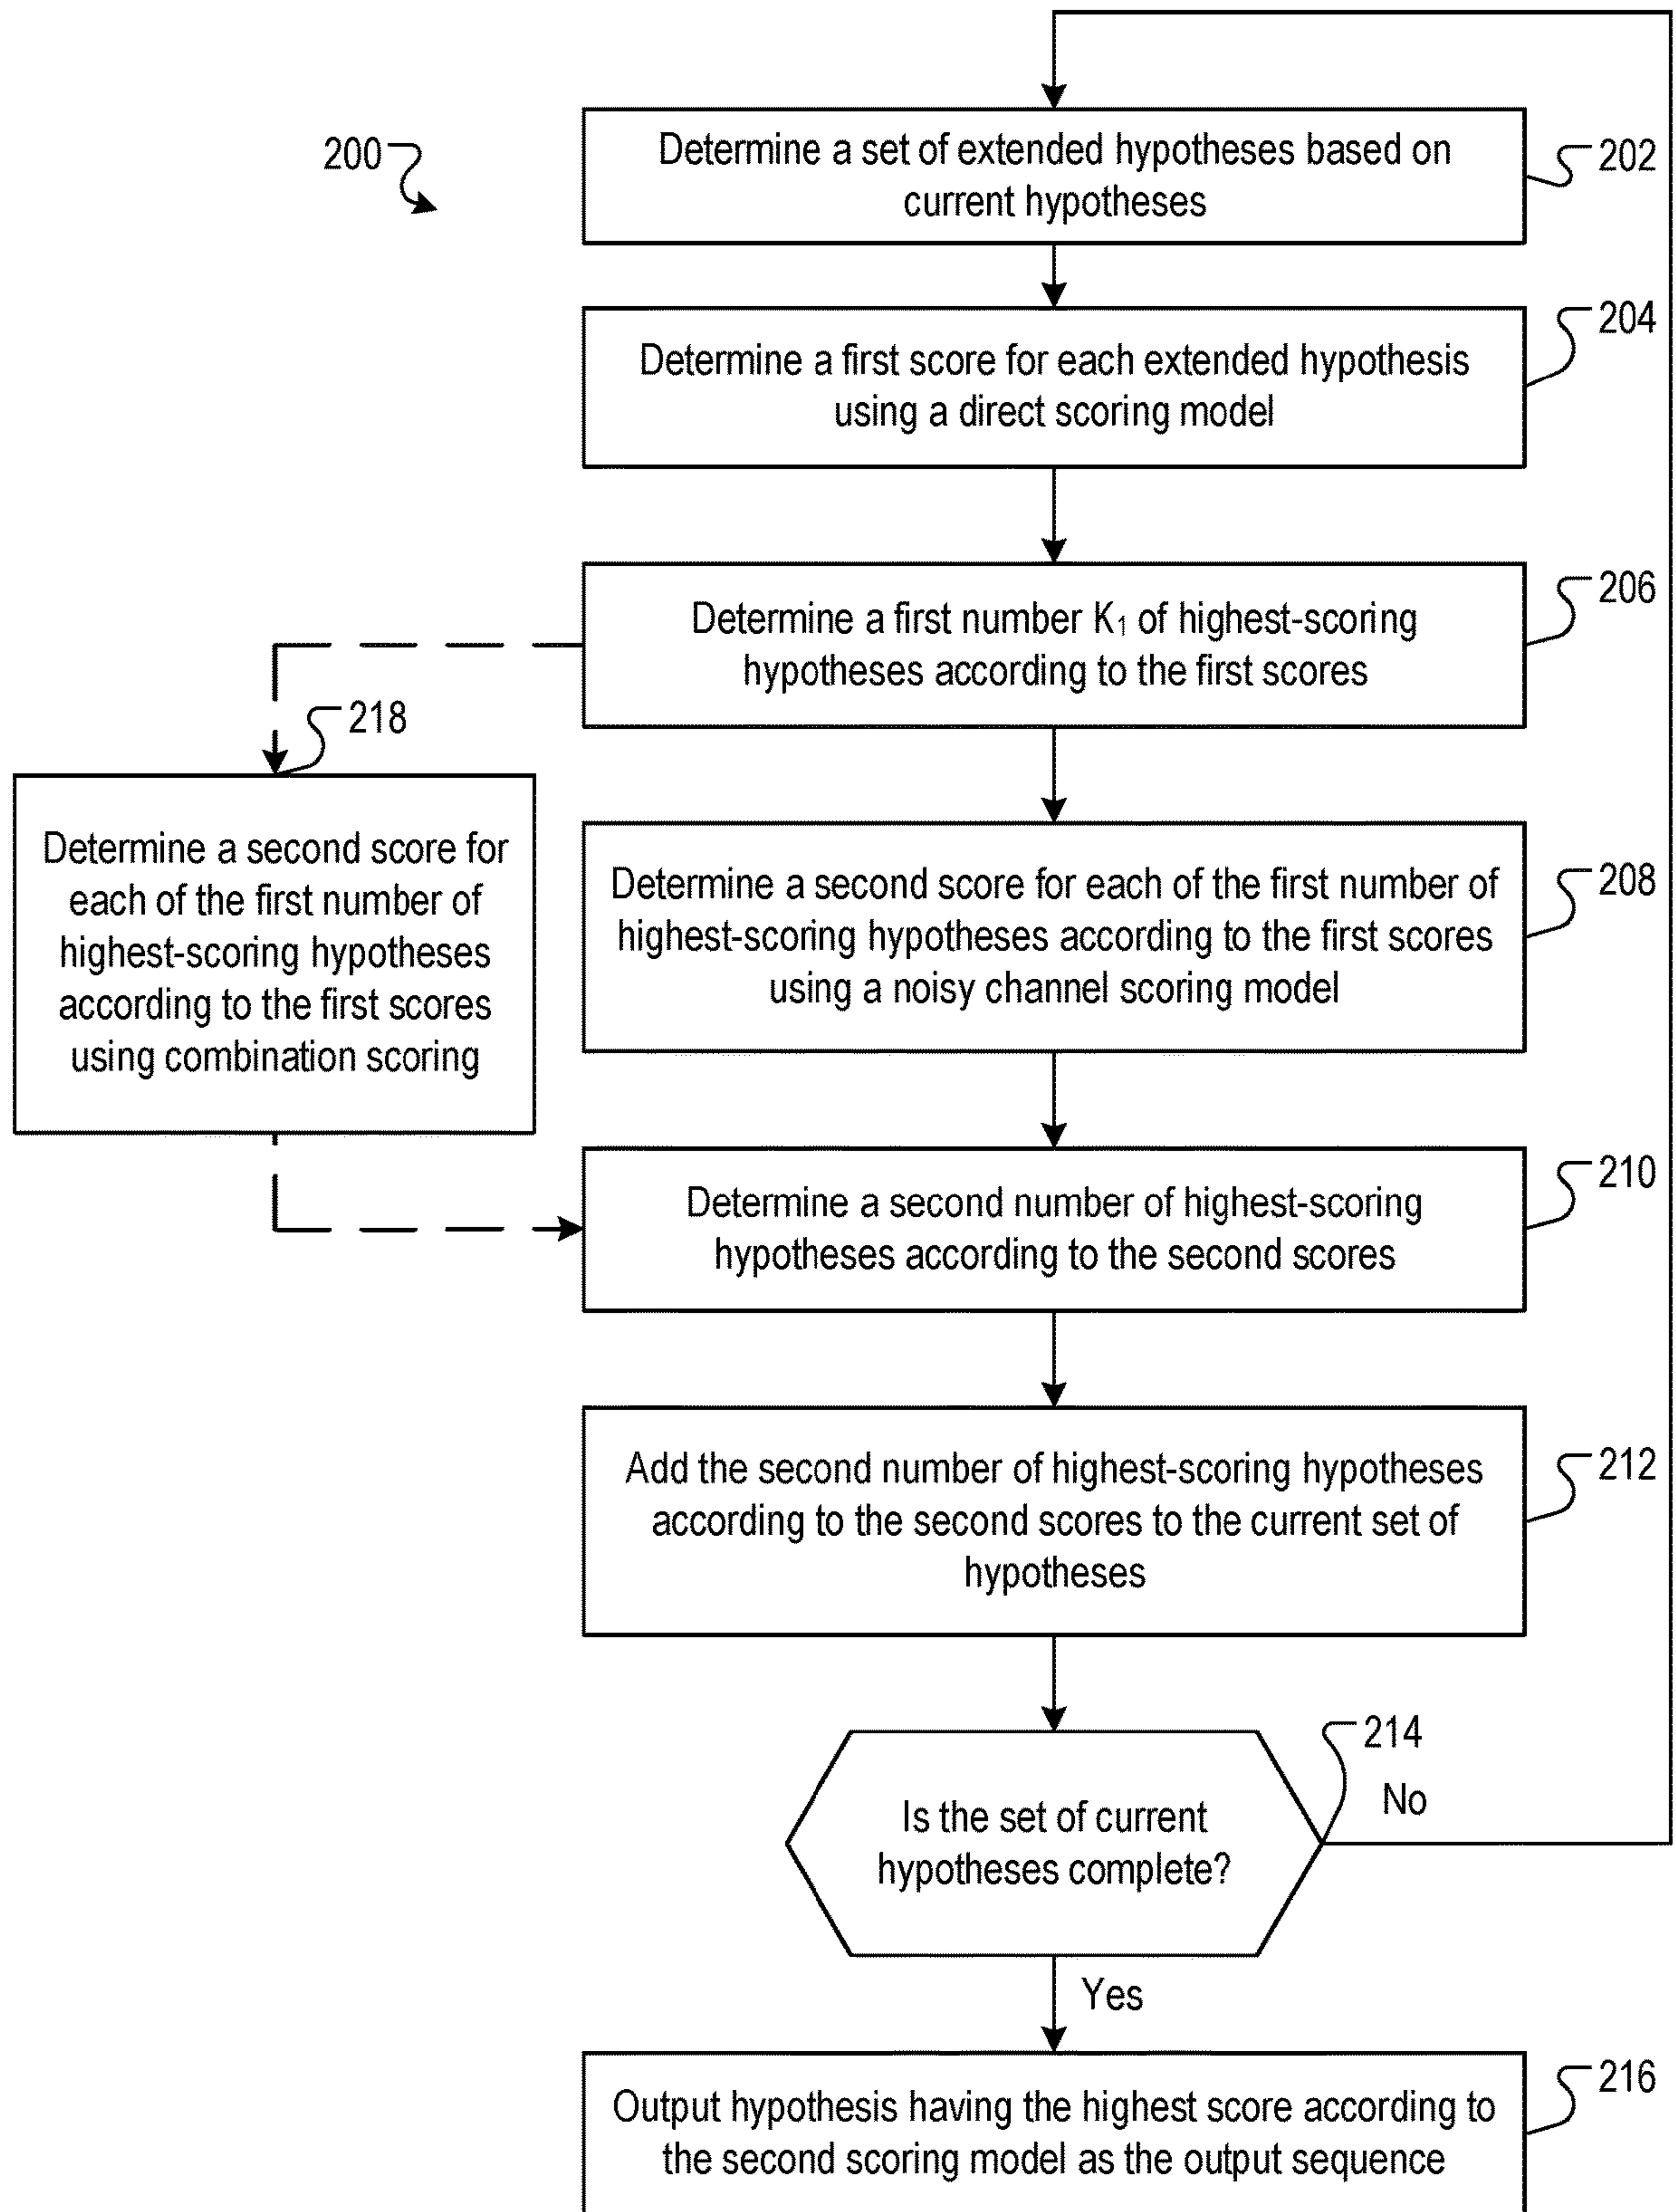 200
Determine a set of extended hypotheses based on
current hypotheses
202
Determine a first score for each extended hypothesis
using a direct scoring model
204
Determine a first number K₁ of highest-scoring
hypotheses according to the first scores
206
218
Determine a second score for
each of the first number of
highest-scoring hypotheses
according to the first scores
using combination scoring
Determine a second score for each of the first number of
highest-scoring hypotheses according to the first scores
using a noisy channel scoring model
208
Determine a second number of highest-scoring
hypotheses according to the second scores
210
Add the second number of highest-scoring hypotheses
according to the second scores to the current set of
hypotheses
212
Is the set of current
hypotheses complete?
214
No
Yes
Output hypothesis having the highest score according to
the second scoring model as the output sequence
216